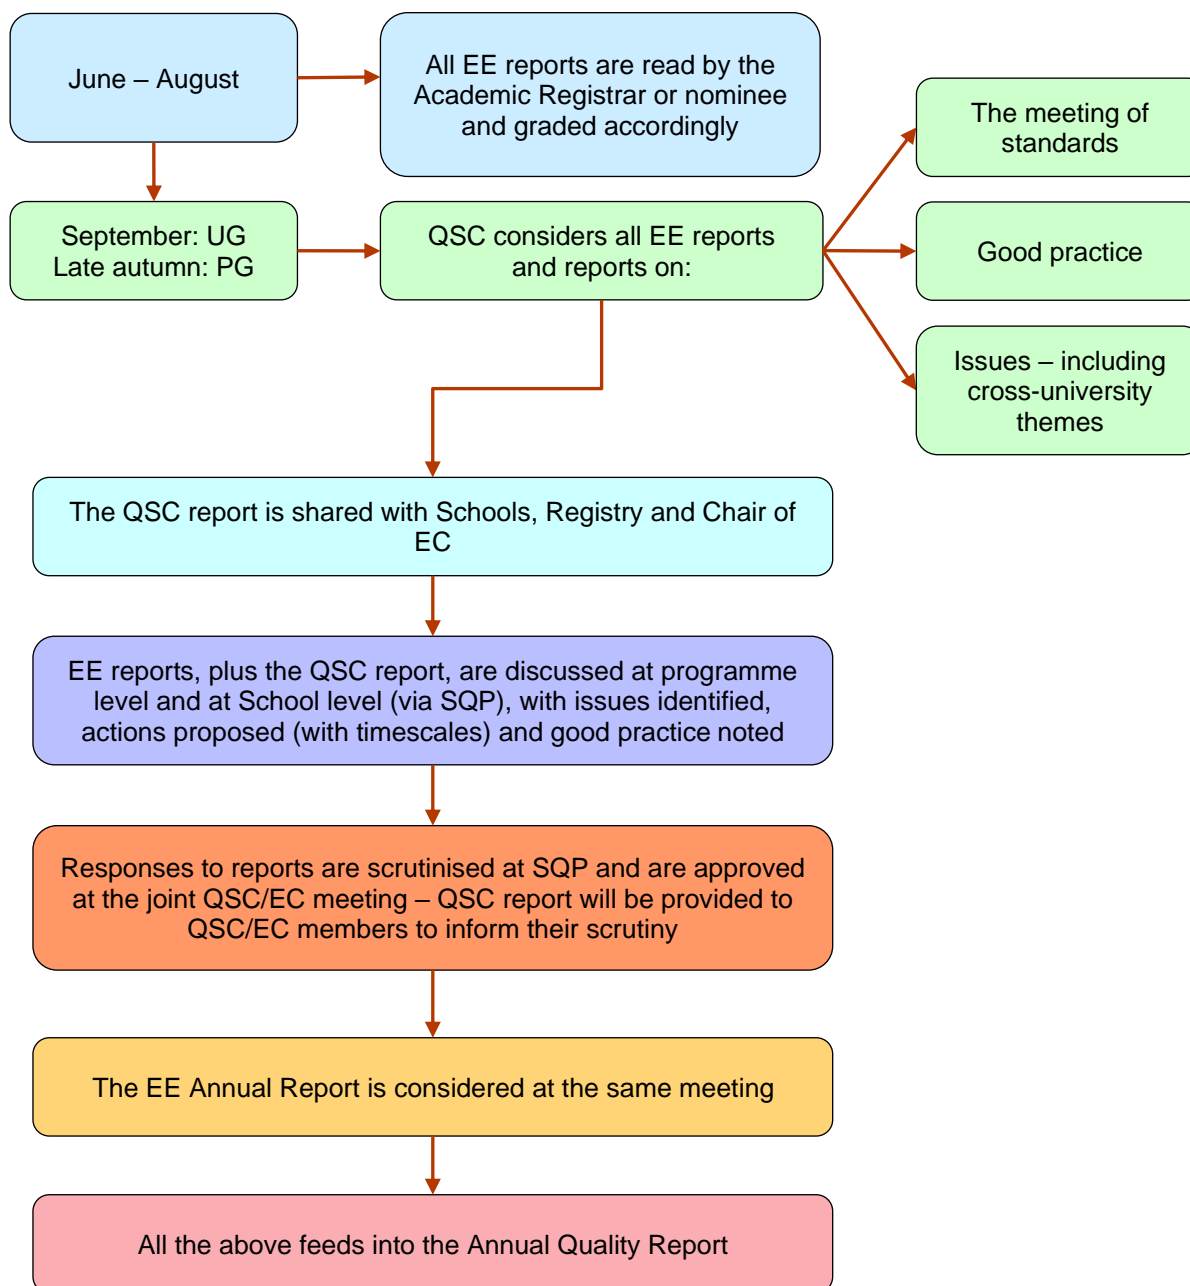 June – August
All EE reports are read by the
Academic Registrar or nominee
and graded accordingly
The meeting of
standards
September: UG
Late autumn: PG
QSC considers all EE reports
and reports on:
Good practice
Issues – including
cross-university
themes
The QSC report is shared with Schools, Registry and Chair of
EC
EE reports, plus the QSC report, are discussed at programme
level and at School level (via SQP), with issues identified,
actions proposed (with timescales) and good practice noted
Responses to reports are scrutinised at SQP and are approved
at the joint QSC/EC meeting – QSC report will be provided to
QSC/EC members to inform their scrutiny
The EE Annual Report is considered at the same meeting
All the above feeds into the Annual Quality Report